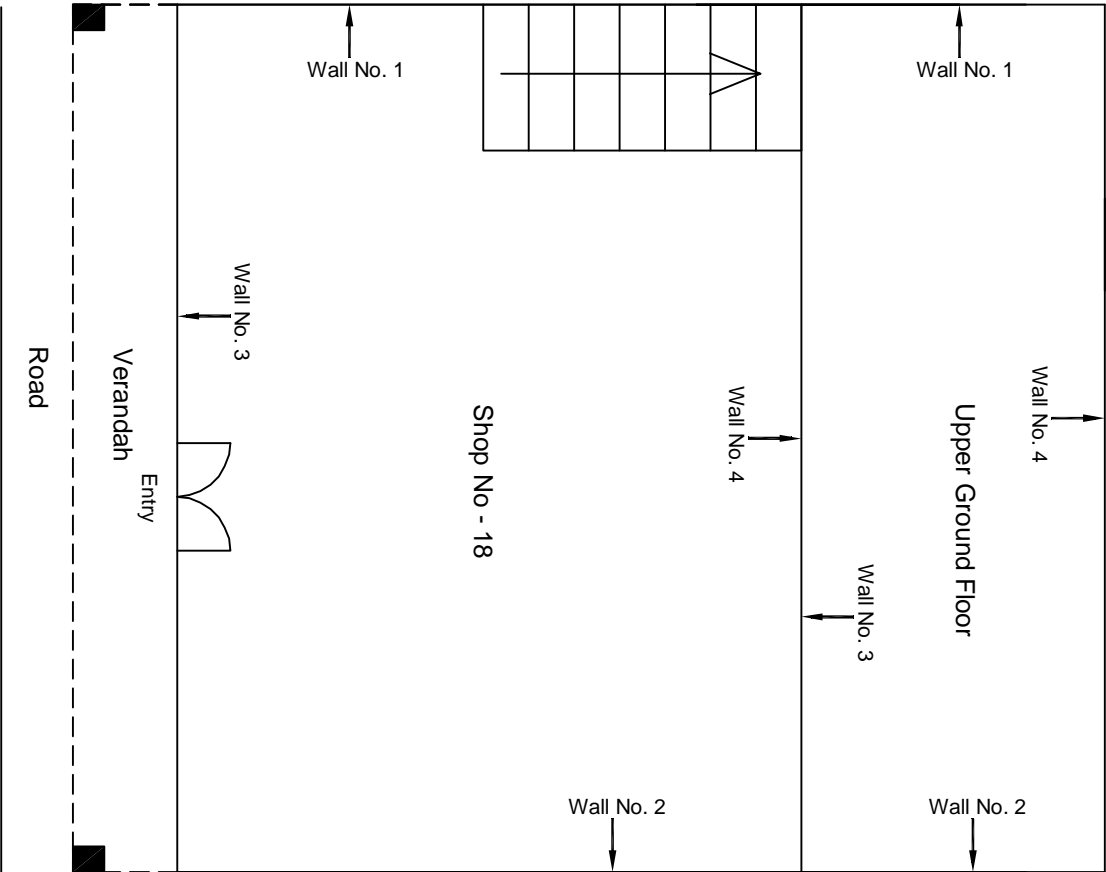 Wall No. 1
Wall No. 1
Wall No. 3
Wall No. 4
Wall No. 4
Road
Verandah
Entry
Shop No - 18
Upper Ground Floor
Wall No. 3
Wall No. 2
Wall No. 2